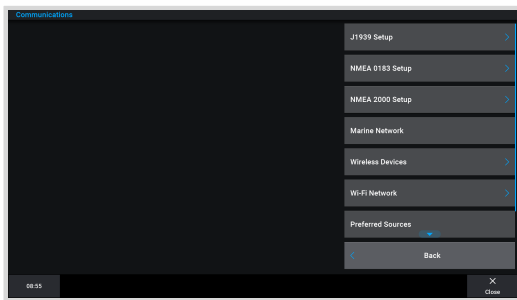 Communications
J1939 Setup
NMEA 0183 Setup
NMEA 2000 Setup
Marine Network
Wireless Devices
Wi-Fi Network
Preferred Sources
Back
08:55
Close